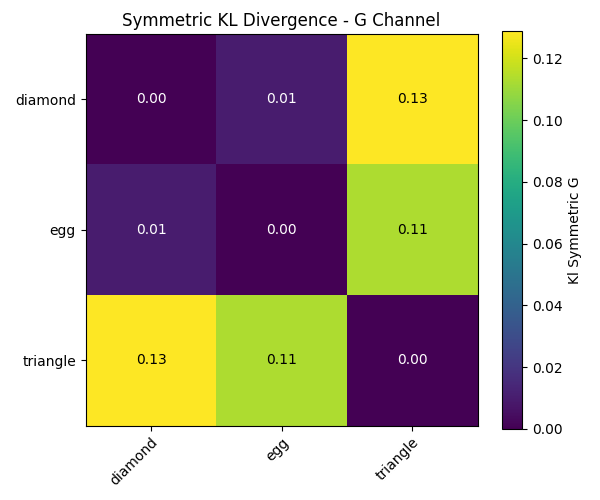 Symmetric KL Divergence - G Channel
diamond
0.00
0.01
0.13
egg
0.01
0.00
0.11
triangle
0.13
0.11
0.00
diamond
egg
triangle
0.12
0.10
0.08
0.06
0.04
0.02
0.00
Kl Symmetric G